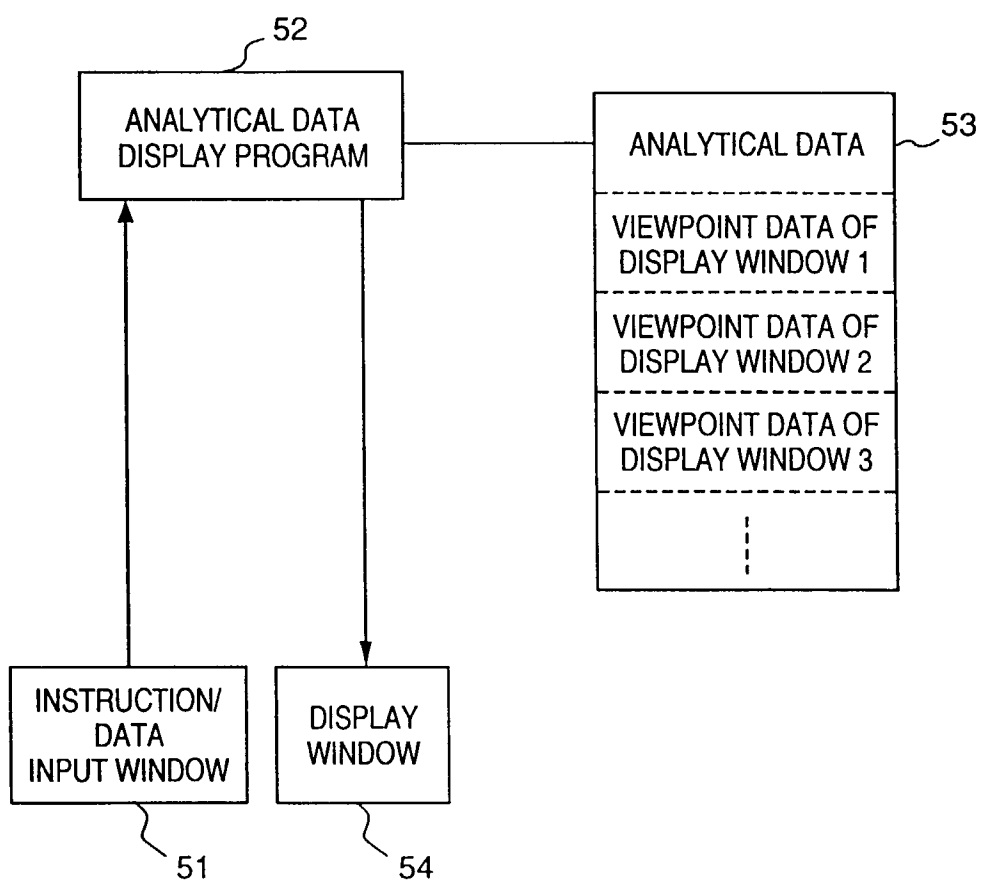 52
ANALYTICAL DATA
DISPLAY PROGRAM
ANALYTICAL DATA
53
VIEWPOINT DATA OF
DISPLAY WINDOW 1
VIEWPOINT DATA OF
DISPLAY WINDOW 2
VIEWPOINT DATA OF
DISPLAY WINDOW 3
INSTRUCTION/
DATA
INPUT WINDOW
DISPLAY
WINDOW
51
54